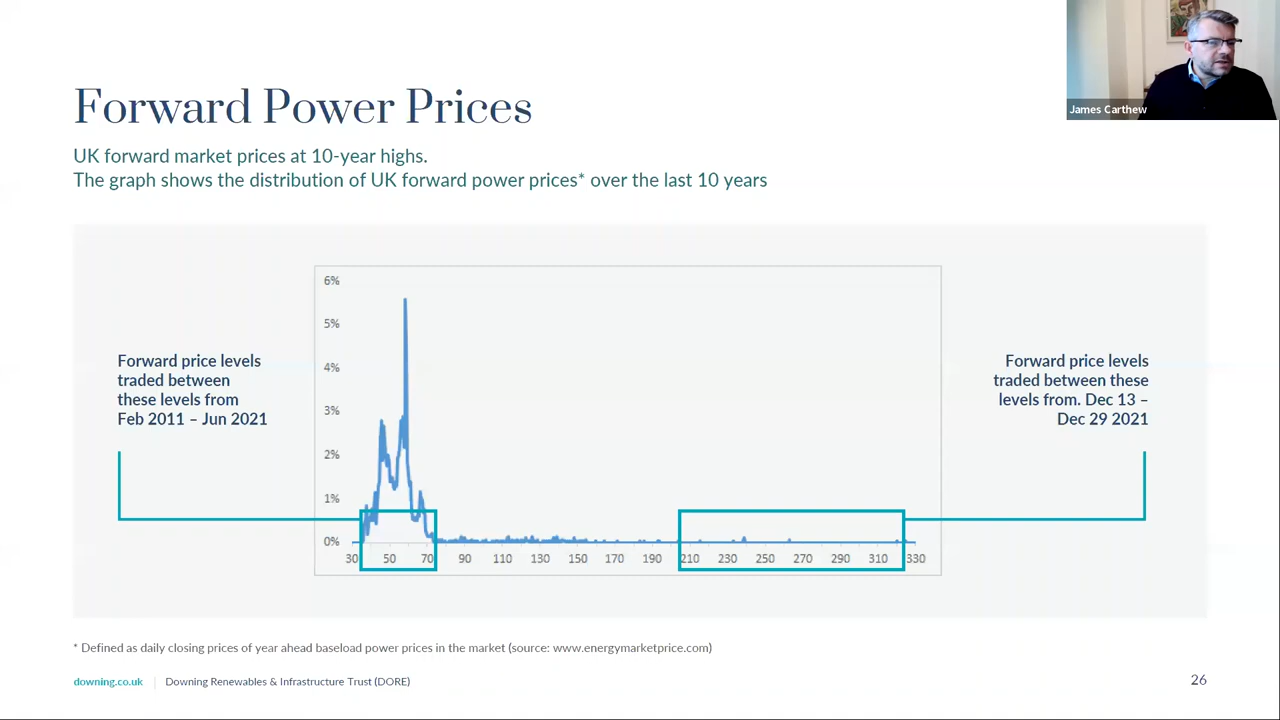 James Carthew
Forward Power Prices
UK forward market prices at 10-year highs.
The graph shows the distribution of UK forward power prices* over the last 10 years
Forward price levels
traded between
these levels from
Feb 2011 – Jun 2021
6%
5%
4%
3%
2%
1%
0%
30 50 70 90 110 130 150 170 190 210 230 250 270 290 310 330
Forward price levels
traded between these
levels from. Dec 13 –
Dec 29 2021
* Defined as daily closing prices of year ahead baseload power prices in the market (source: www.energymarketprice.com)
downing.co.uk Downing Renewables & Infrastructure Trust (DORE)
26